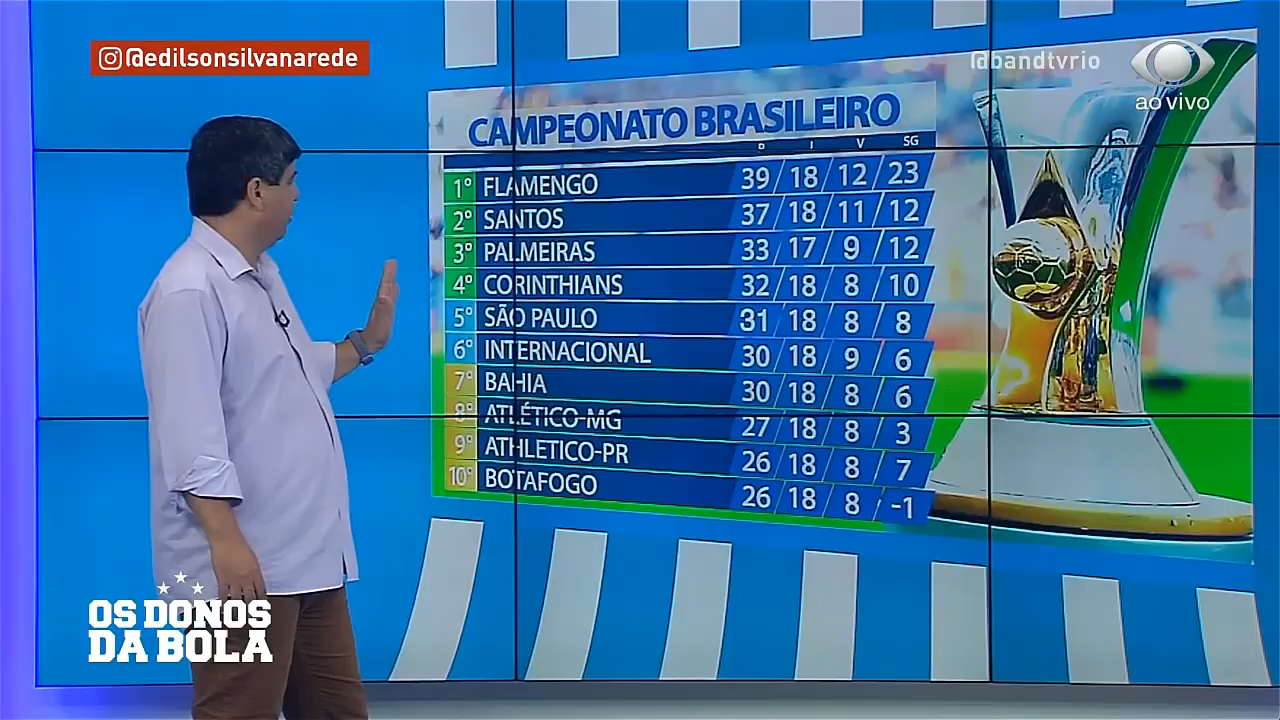 @edilsonsilvanarede
@bandtvrio
ao vivo
CAMPEONATO BRASILEIRO
V SG
1º FLAMENGO 39 18 12 23
2º SANTOS 37 18 11 12
3º PALMEIRAS 33 17 9 12
4º CORINTHIANS 32 18 8 10
5º SÃO PAULO 31 18 8 8
6º INTERNACIONAL 30 18 9 6
7º BAHIA 30 18 8 6
8º ATLÉTICO-MG 27 18 8 3
9º ATHLETICO-PR 26 18 8 7
10º BOTAFOGO 26 18 8 -1
OS DONOS
DA BOLA